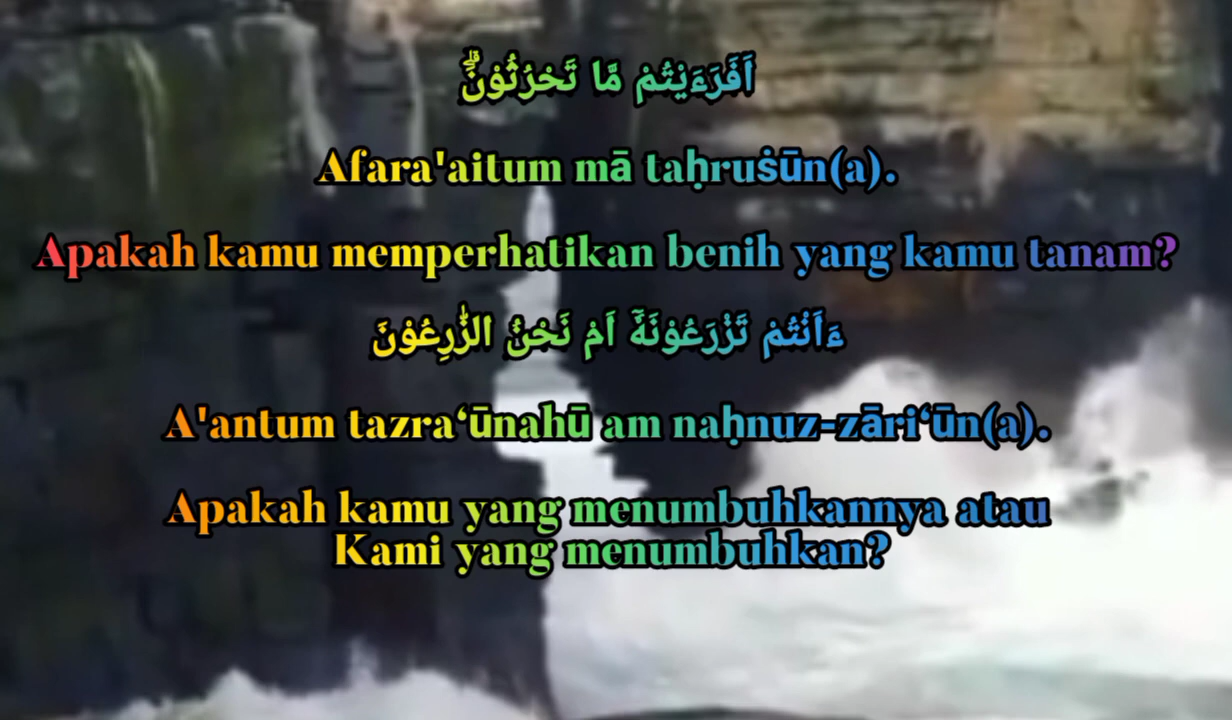 اَفَرَءَيْتُمْ مَّا تَحْرُثُوْنَۗ
Afara'aitum mā taḥruṡūn(a).
Apakah kamu memperhatikan benih yang kamu tanam?
ءَاَنْتُمْ تَزْرَعُوْنَهٗٓ اَمْ نَحْنُ الزّٰرِعُوْنَ
A'antum tazra‘ūnahū am naḥnuz-zāri‘ūn(a).
Apakah kamu yang menumbuhkannya atau
Kami yang menumbuhkan?